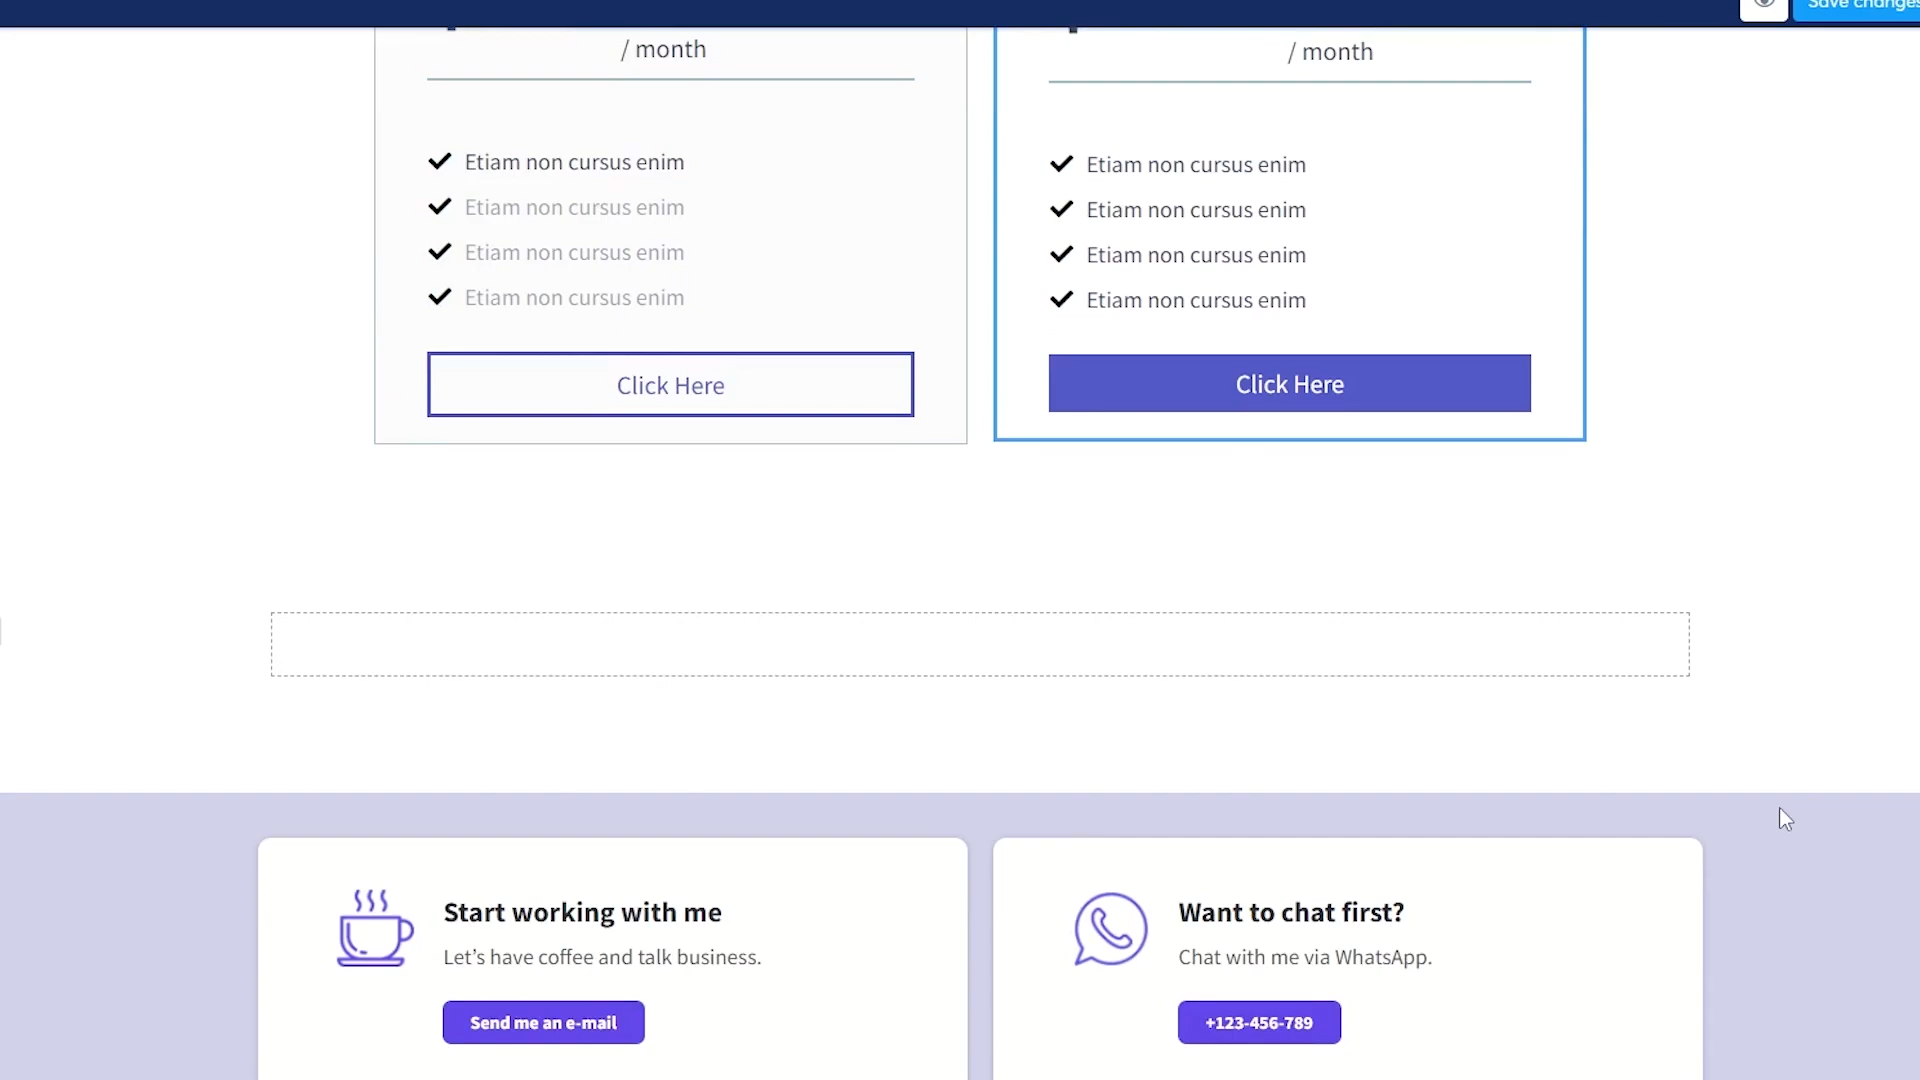 Save changes
/ month
Etiam non cursus enim
Etiam non cursus enim
Etiam non cursus enim
Etiam non cursus enim
Click Here
/ month
Etiam non cursus enim
Etiam non cursus enim
Etiam non cursus enim
Etiam non cursus enim
Click Here
Start working with me
Let’s have coffee and talk business.
Send me an e-mail
Want to chat first?
Chat with me via WhatsApp.
+123-456-789